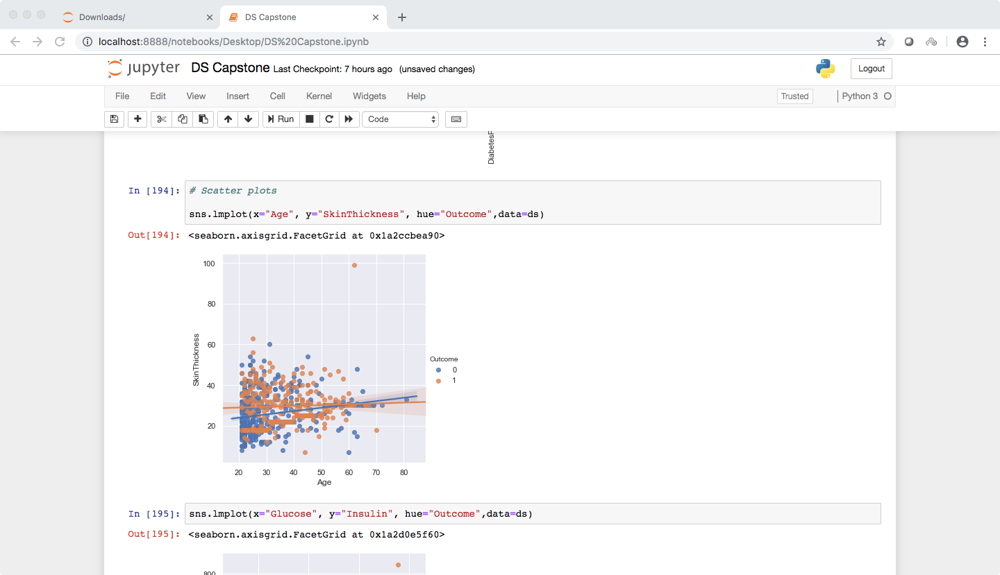 Downloads/
DS Capstone
localhost:8888/notebooks/Desktop/DS%20Capstone.ipynb
jupyter DS Capstone Last Checkpoint: 7 hours ago (unsaved changes)
Logout
File Edit View Insert Cell Kernel Widgets Help
Trusted
Python 3
Run
Code
DiabetesP
In [194]:
# Scatter plots
sns.lmplot(x="Age", y="SkinThickness", hue="Outcome",data=ds)
Out[194]: <seaborn.axisgrid.FacetGrid at 0x1a2ccbea90>
100
80
60
40
20
SkinThickness
20 30 40 50 60 70 80
Age
Outcome
0
1
In [195]: sns.lmplot(x="Glucose", y="Insulin", hue="Outcome",data=ds)
Out[195]: <seaborn.axisgrid.FacetGrid at 0x1a2d0e5f60>
800